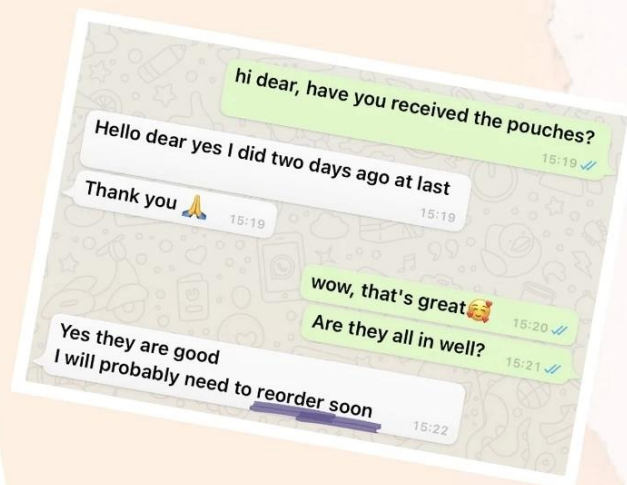 hi dear, have you received the pouches?
15:19
Hello dear yes I did two days ago at last
15:19
Thank you 🙏 15:19
wow, that's great🥰 15:20
Are they all in well? 15:21
Yes they are good
I will probably need to reorder soon
15:22